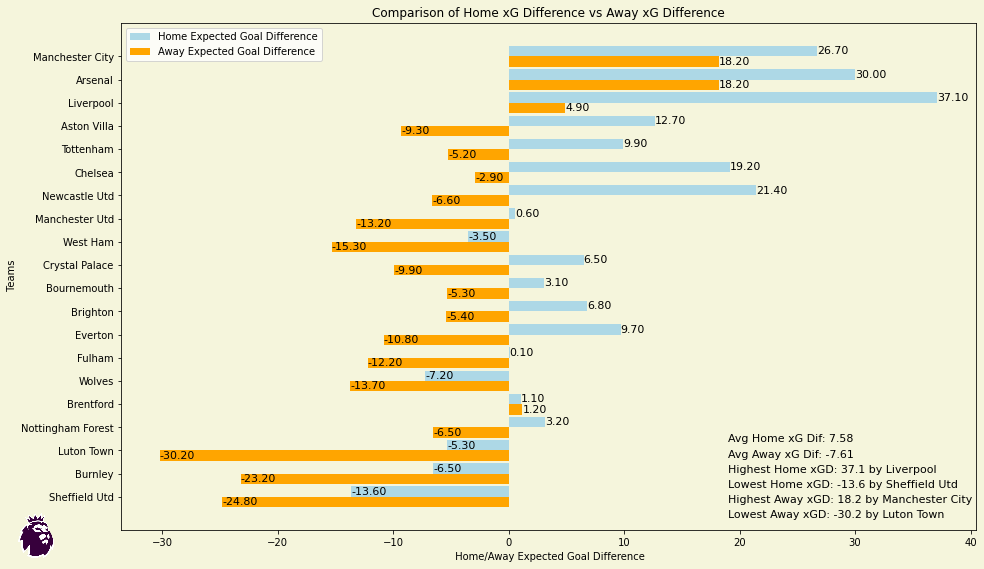 Comparison of Home xG Difference vs Away xG Difference
Home Expected Goal Difference
Away Expected Goal Difference
Teams
Manchester City 26.70
18.20
Arsenal 30.00
18.20
Liverpool 37.10
4.90
Aston Villa 12.70
-9.30
Tottenham 9.90
-5.20
Chelsea 19.20
-2.90
Newcastle Utd 21.40
-6.60
Manchester Utd 0.60
-13.20
West Ham -3.50
-15.30
Crystal Palace 6.50
-9.90
Bournemouth 3.10
-5.30
Brighton 6.80
-5.40
Everton 9.70
-10.80
Fulham 0.10
-12.20
Wolves -7.20
-13.70
Brentford 1.10
1.20
Nottingham Forest 3.20
-6.50
Luton Town -5.30
-30.20
Burnley -6.50
-23.20
Sheffield Utd -13.60
-24.80
Avg Home xG Dif: 7.58
Avg Away xG Dif: -7.61
Highest Home xGD: 37.1 by Liverpool
Lowest Home xGD: -13.6 by Sheffield Utd
Highest Away xGD: 18.2 by Manchester City
Lowest Away xGD: -30.2 by Luton Town
−30 −20 −10 0 10 20 30 40
Home/Away Expected Goal Difference